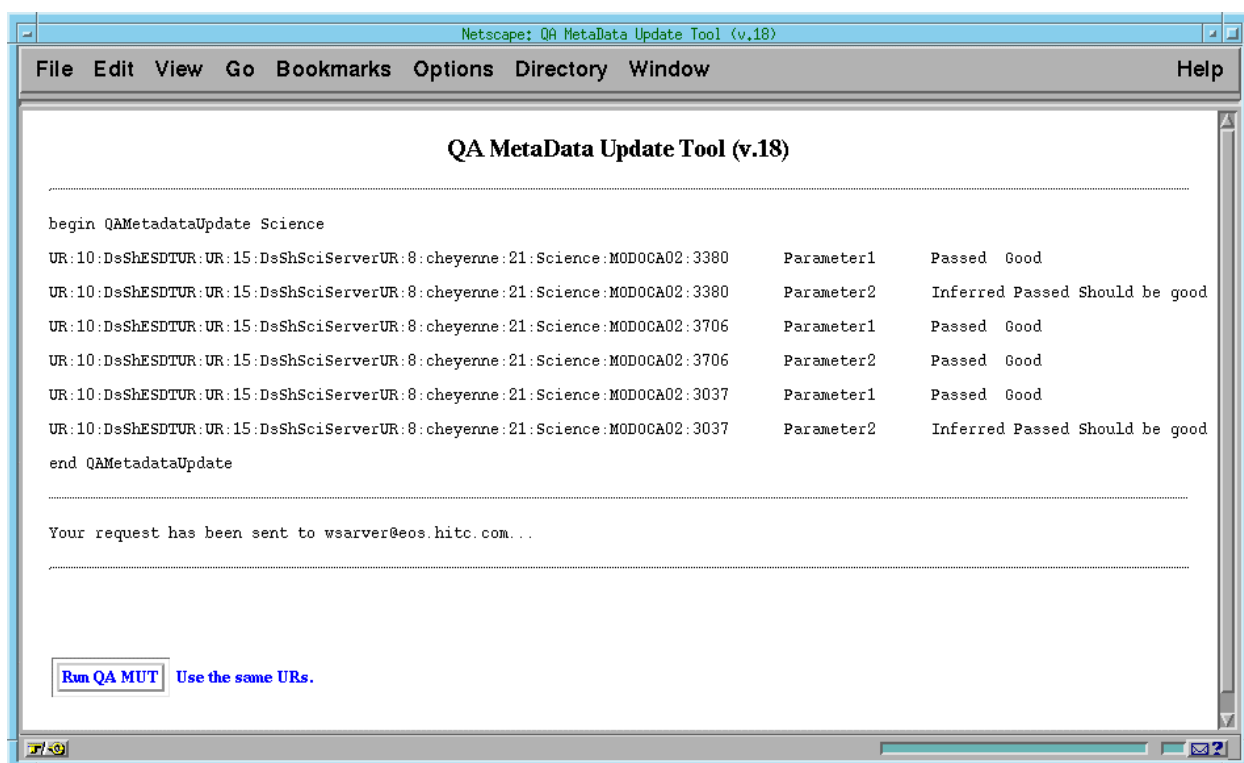 Netscape: QA MetaData Update Tool (v.18)
File Edit View Go Bookmarks Options Directory Window Help
QA MetaData Update Tool (v.18)
begin QAMetadataUpdate Science
UR:10:DsShESDTUR:UR:15:DsShSciServerUR:8:cheyenne:21:Science:MODOCA02:3380 Parameter1 Passed Good
UR:10:DsShESDTUR:UR:15:DsShSciServerUR:8:cheyenne:21:Science:MODOCA02:3380 Parameter2 Inferred Passed Should be good
UR:10:DsShESDTUR:UR:15:DsShSciServerUR:8:cheyenne:21:Science:MODOCA02:3706 Parameter1 Passed Good
UR:10:DsShESDTUR:UR:15:DsShSciServerUR:8:cheyenne:21:Science:MODOCA02:3706 Parameter2 Passed Good
UR:10:DsShESDTUR:UR:15:DsShSciServerUR:8:cheyenne:21:Science:MODOCA02:3037 Parameter1 Passed Good
UR:10:DsShESDTUR:UR:15:DsShSciServerUR:8:cheyenne:21:Science:MODOCA02:3037 Parameter2 Inferred Passed Should be good
end QAMetadataUpdate
Your request has been sent to wsarver@eos.hitc.com...
Run QA MUT Use the same URs.